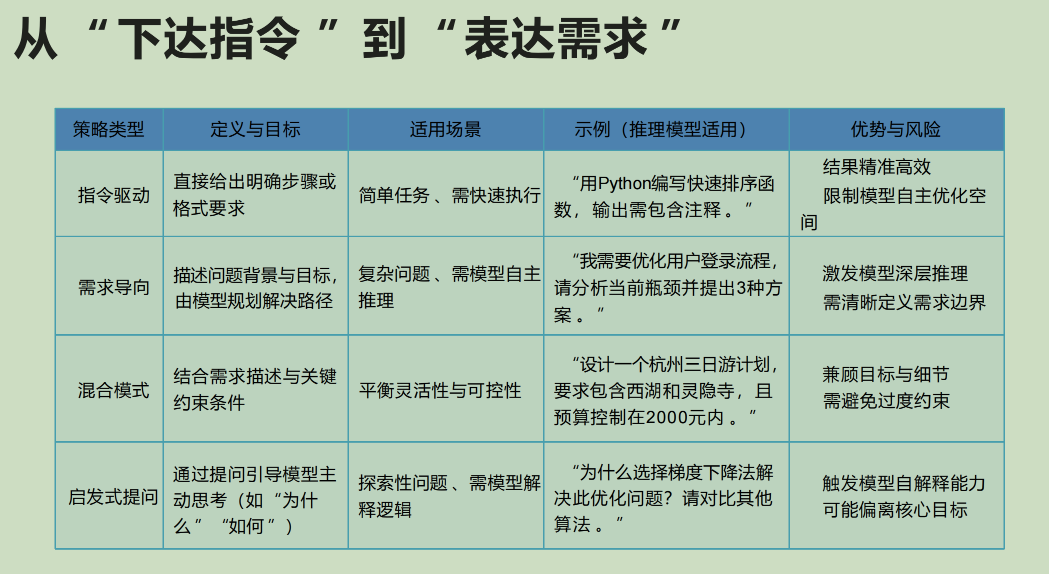 从“下达指令”到“表达需求”
策略类型 定义与目标 适用场景 示例（推理模型适用） 优势与风险
指令驱动
直接给出明确步骤或
格式要求
简单任务、需快速执行
“用Python编写快速排序函
数，输出需包含注释。”
结果精准高效
限制模型自主优化空
间
需求导向
描述问题背景与目标，
由模型规划解决路径
复杂问题、需模型自主
推理
“我需要优化用户登录流程，
请分析当前瓶颈并提出3种方
案。”
激发模型深层推理
需清晰定义需求边界
混合模式
结合需求描述与关键
约束条件
平衡灵活性与可控性
“设计一个杭州三日游计划，
要求包含西湖和灵隐寺，且
预算控制在2000元内。”
兼顾目标与细节
需避免过度约束
启发式提问
通过提问引导模型主
动思考（如“为什
么”“如何”）
探索性问题、需模型解
释逻辑
“为什么选择梯度下降法解
决此优化问题？请对比其他
算法。”
触发模型自解释能力
可能偏离核心目标